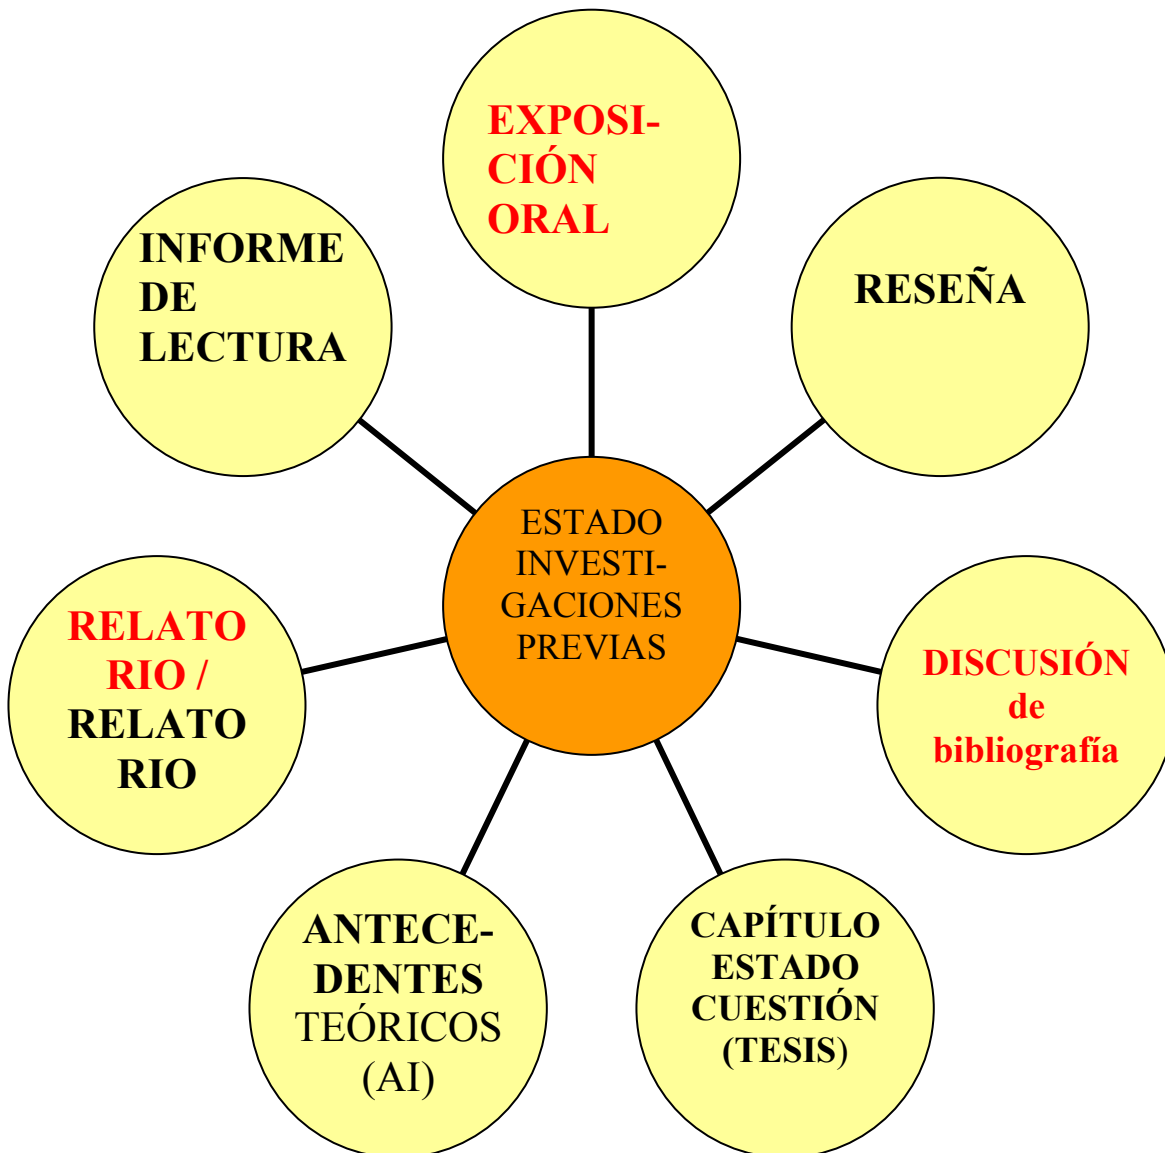 EXPOSI-
CIÓN
ORAL
INFORME
DE
LECTURA
RESEÑA
ESTADO
INVESTI-
GACIONES
PREVIAS
RELATO
RIO /
RELATO
RIO
DISCUSIÓN
de
bibliografía
ANTECE-
DENTES
TEÓRICOS
(AI)
CAPÍTULO
ESTADO
CUESTIÓN
(TESIS)